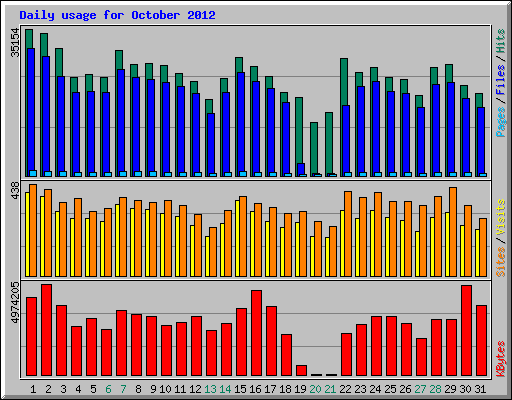 Daily usage for October 2012
35154
Pages / Files / Hits
438
Sites / Visits
4974205
KBytes
1 2 3 4 5 6 7 8 9 10 11 12 13 14 15 16 17 18 19 20 21 22 23 24 25 26 27 28 29 30 31